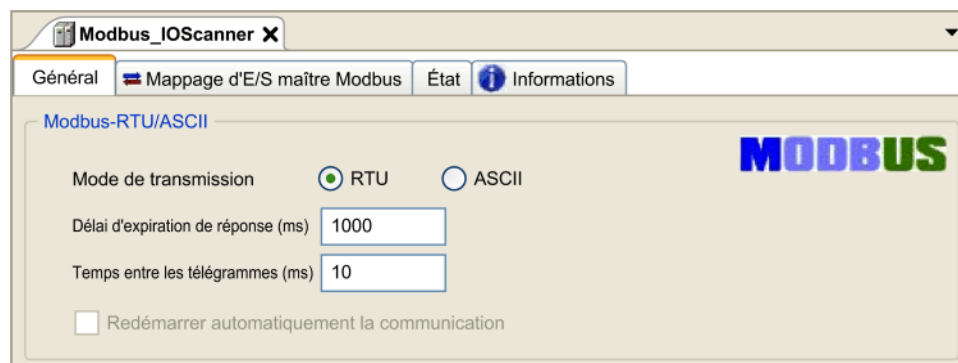 Modbus_IOScanner
Général Mappage d'E/S maître Modbus État Informations
Modbus-RTU/ASCII
MODBUS
Mode de transmission RTU ASCII
Délai d'expiration de réponse (ms) 1000
Temps entre les télégrammes (ms) 10
Redémarrer automatiquement la communication